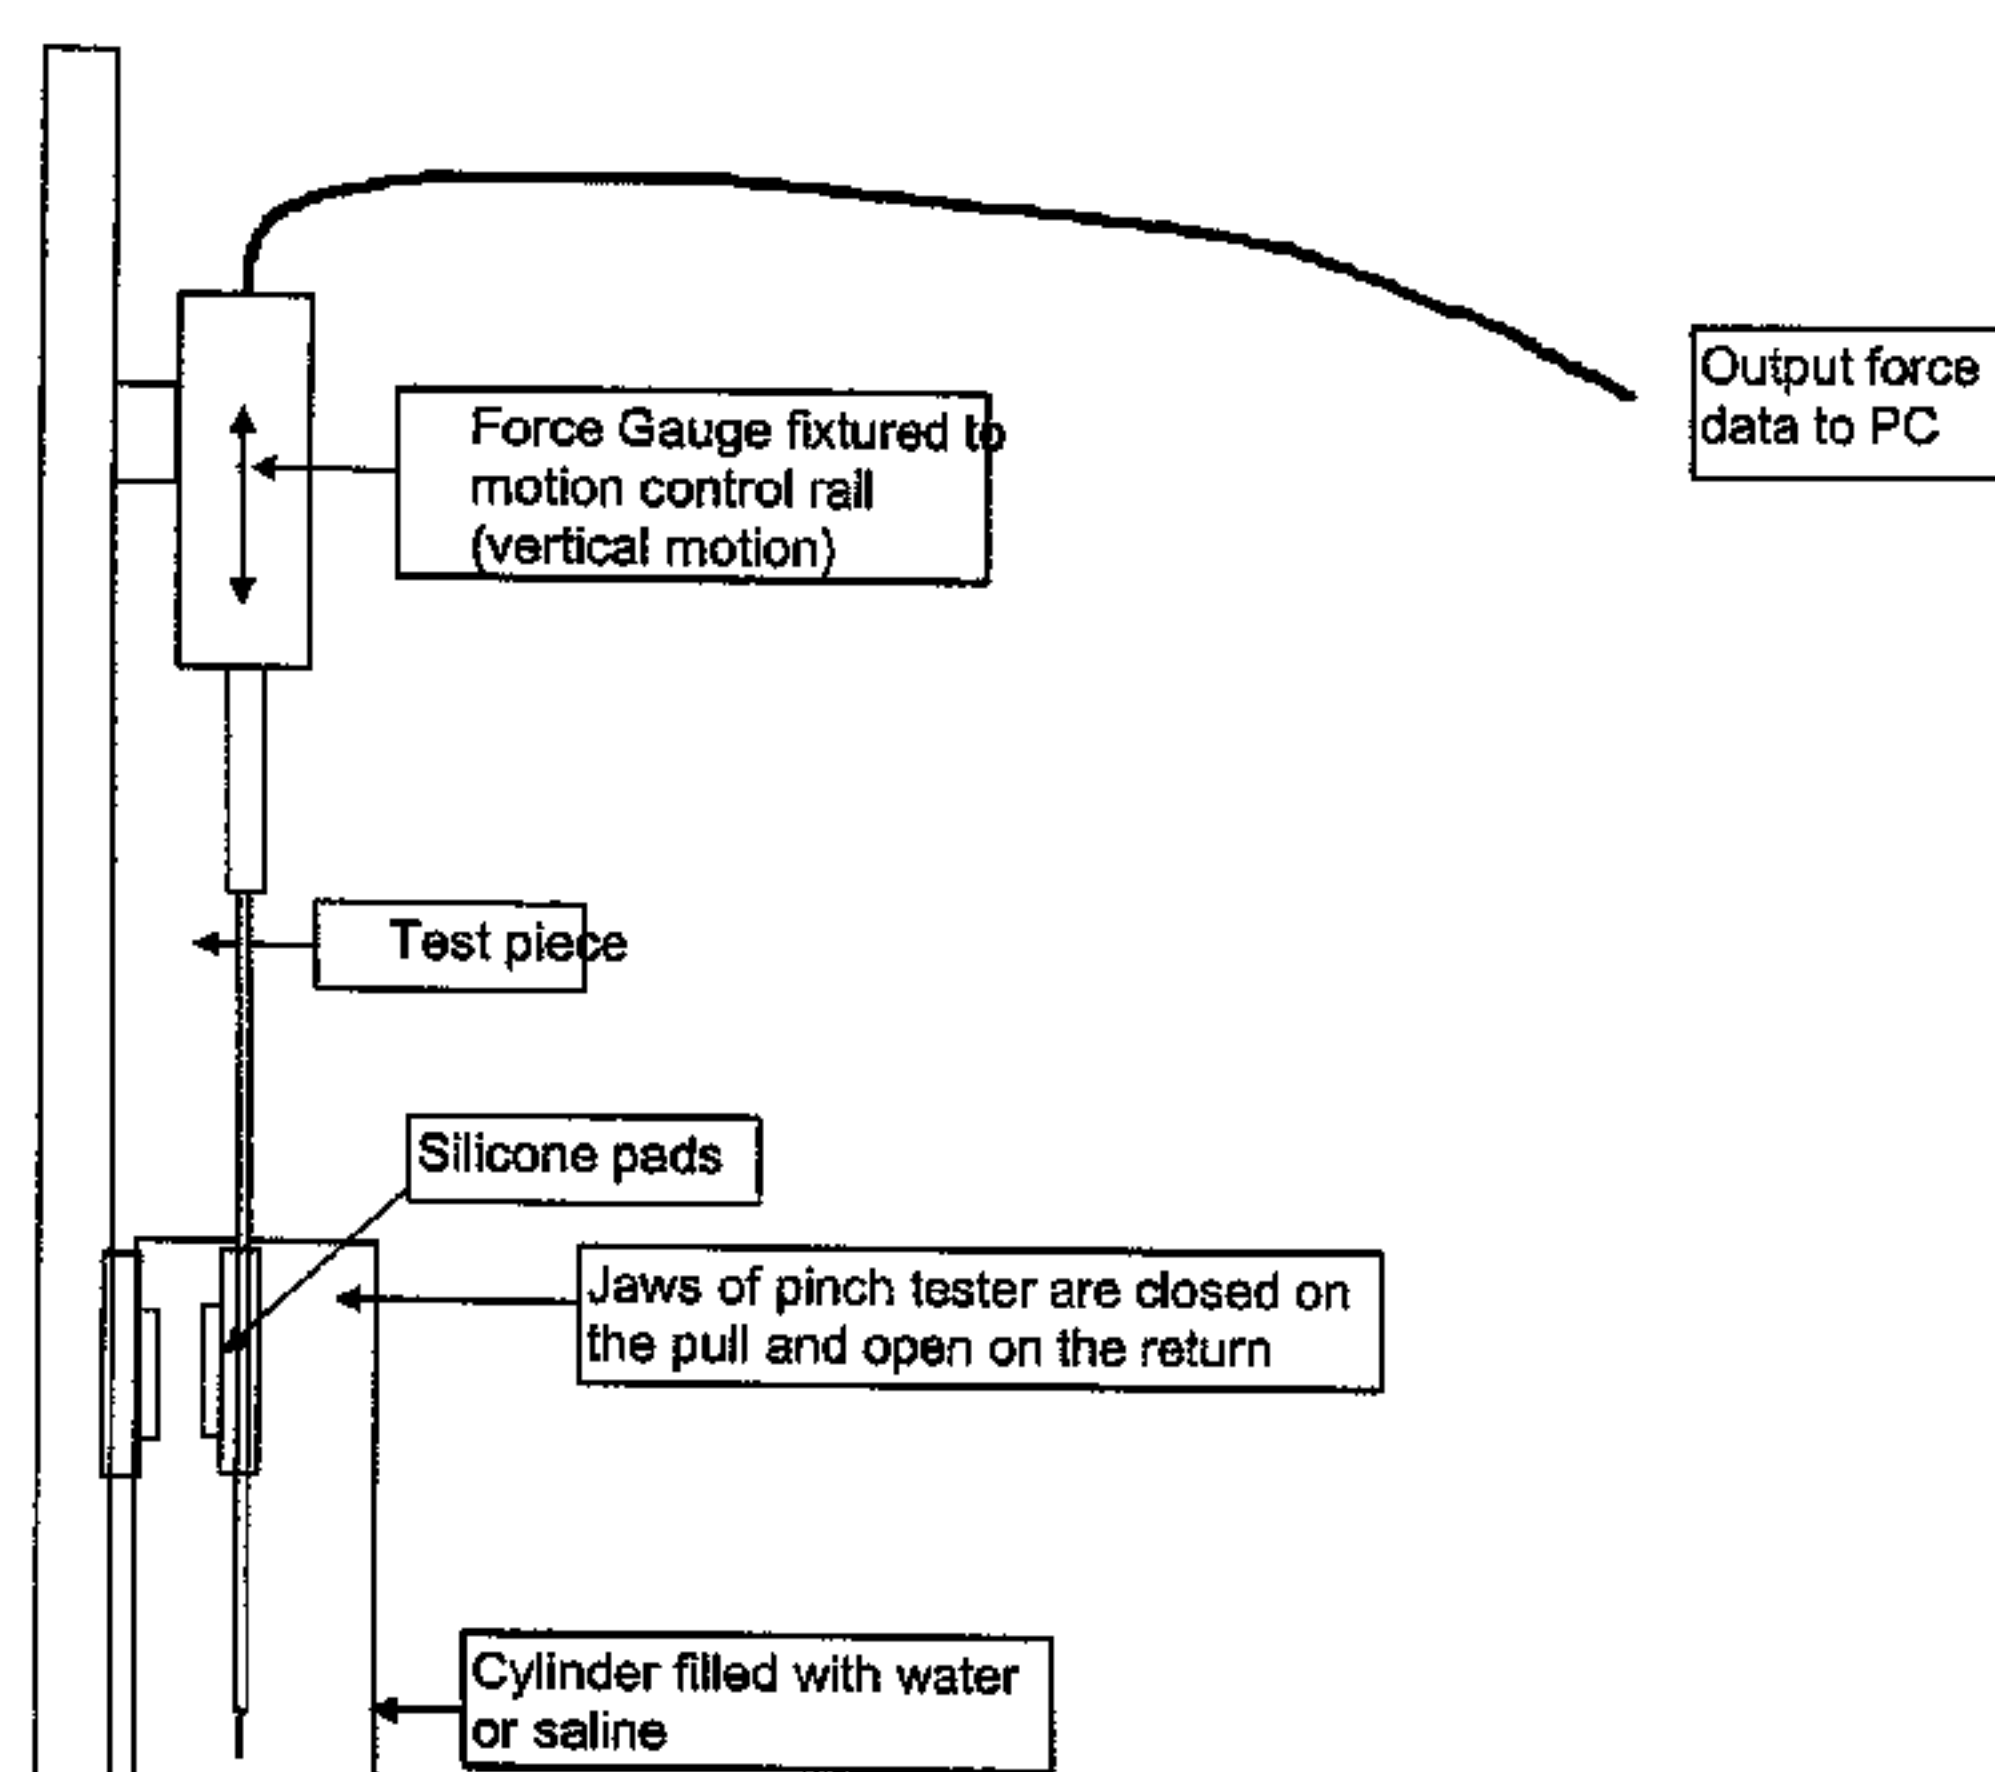 Output force
data to PC
Force Gauge fixtured to
motion control rail
(vertical motion)
Test piece
Silicone pads
Jaws of pinch tester are closed on
the pull and open on the return
Cylinder filled with water
or saline